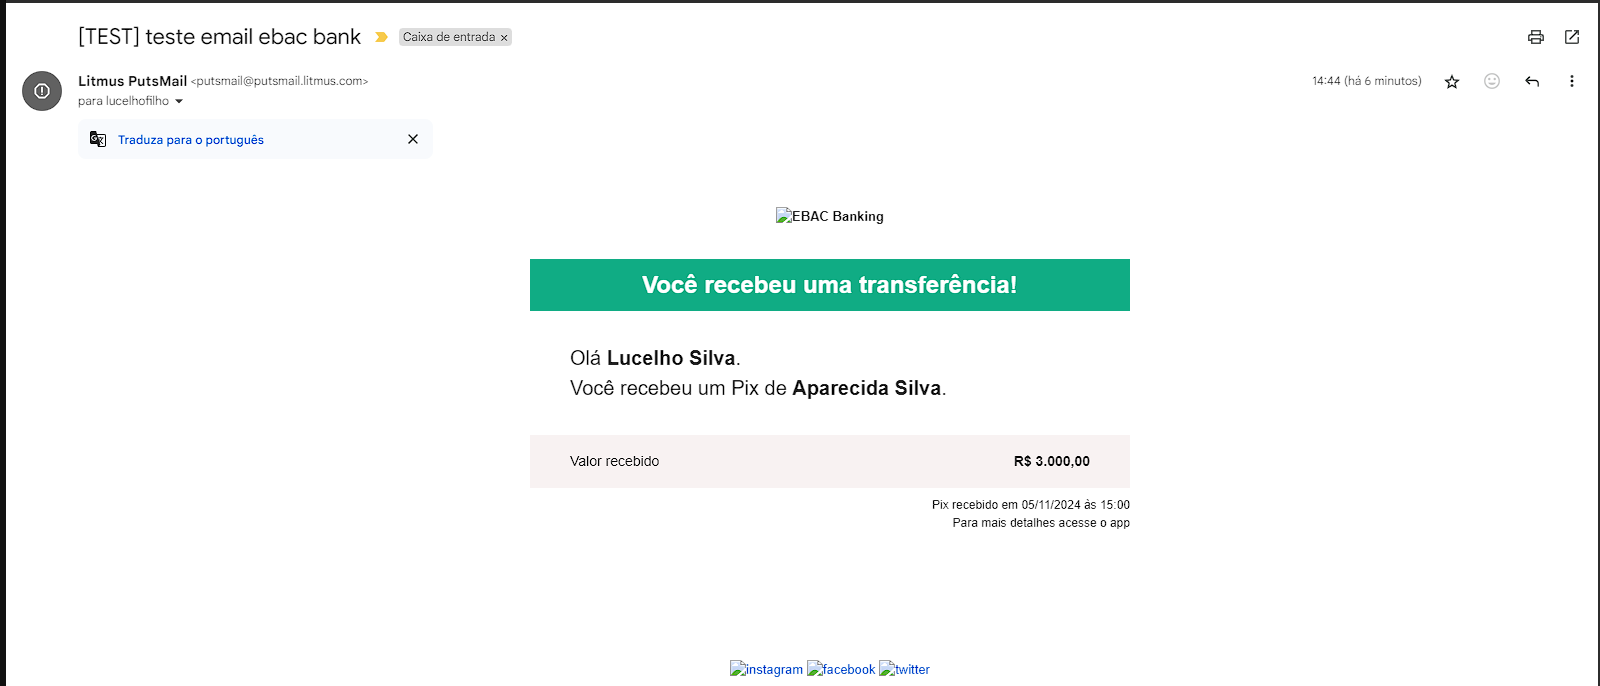 [TEST] teste email ebac bank Caixa de entrada ×
Litmus PutsMail <putsmail@putsmail.litmus.com> 14:44 (há 6 minutos)
para lucelhofilho
Traduza para o português
EBAC Banking
Você recebeu uma transferência!
Olá Lucelho Silva.
Você recebeu um Pix de Aparecida Silva.
Valor recebido R$ 3.000,00
Pix recebido em 05/11/2024 às 15:00
Para mais detalhes acesse o app
instagram facebook twitter